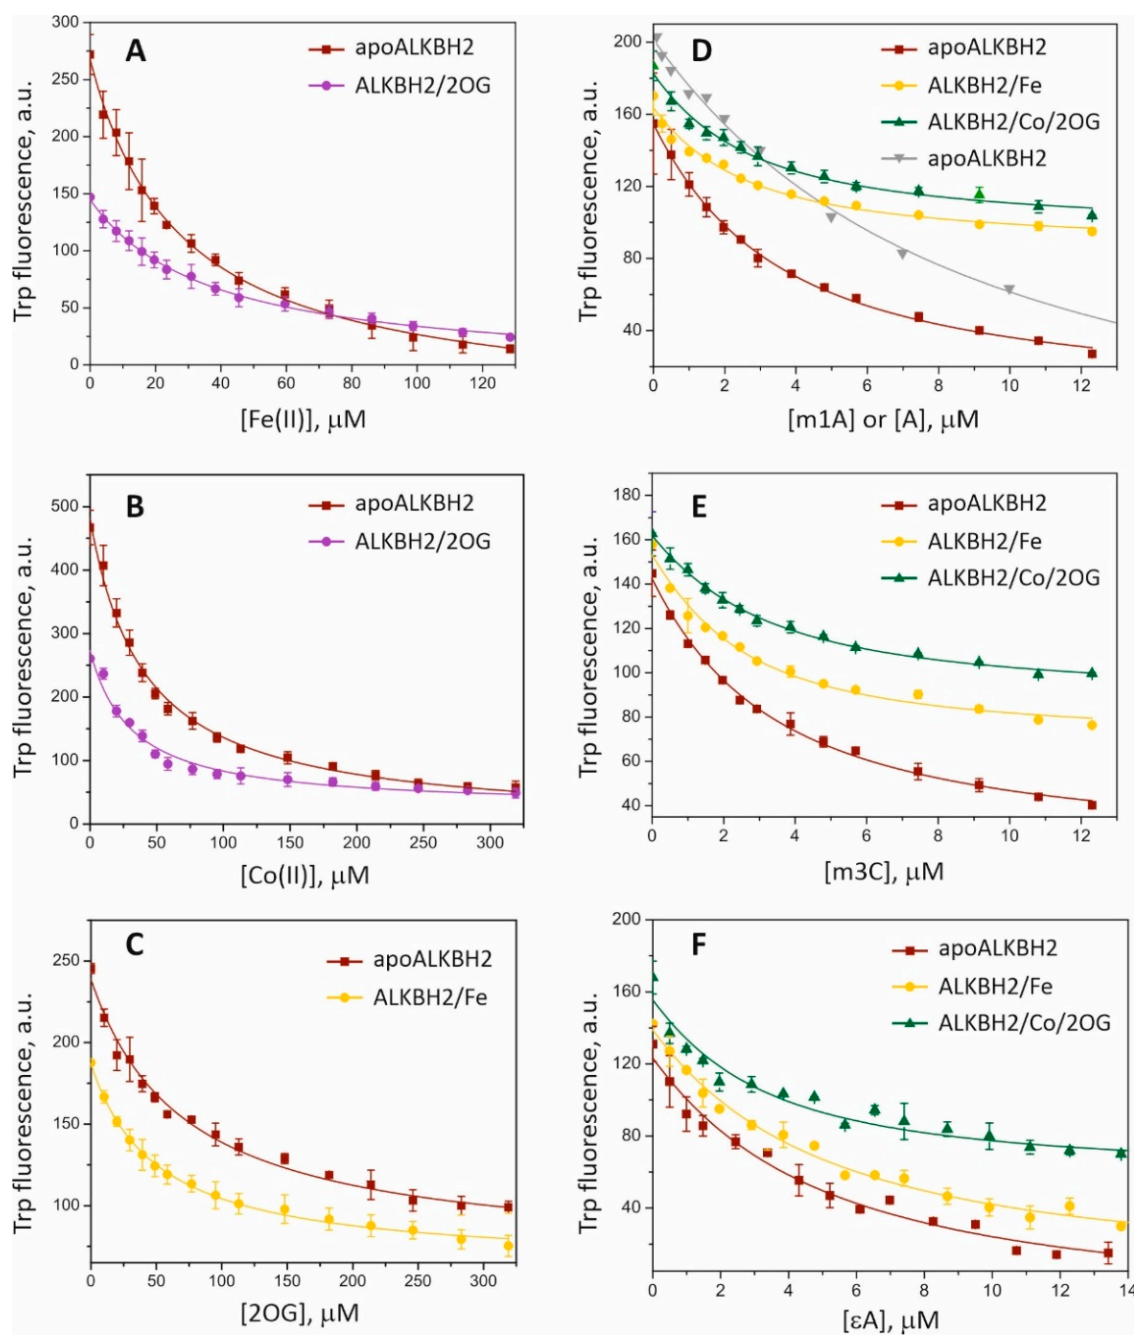 A
apoALKBH2
ALKBH2/2OG
Trp fluorescence, a.u.
300
250
200
150
100
50
0
0 20 40 60 80 100 120
[Fe(II)], μM
D
apoALKBH2
ALKBH2/Fe
ALKBH2/Co/2OG
apoALKBH2
Trp fluorescence, a.u.
200
160
120
80
40
0 2 4 6 8 10 12
[m1A] or [A], μM
B
apoALKBH2
ALKBH2/2OG
Trp fluorescence, a.u.
500
400
300
200
100
0
0 50 100 150 200 250 300
[Co(II)], μM
E
apoALKBH2
ALKBH2/Fe
ALKBH2/Co/2OG
Trp fluorescence, a.u.
180
160
140
120
100
80
60
40
0 2 4 6 8 10 12
[m3C], μM
C
apoALKBH2
ALKBH2/Fe
Trp fluorescence, a.u.
250
200
150
100
0 50 100 150 200 250 300
[2OG], μM
F
apoALKBH2
ALKBH2/Fe
ALKBH2/Co/2OG
Trp fluorescence, a.u.
200
160
120
80
40
0 2 4 6 8 10 12 14
[εA], μM